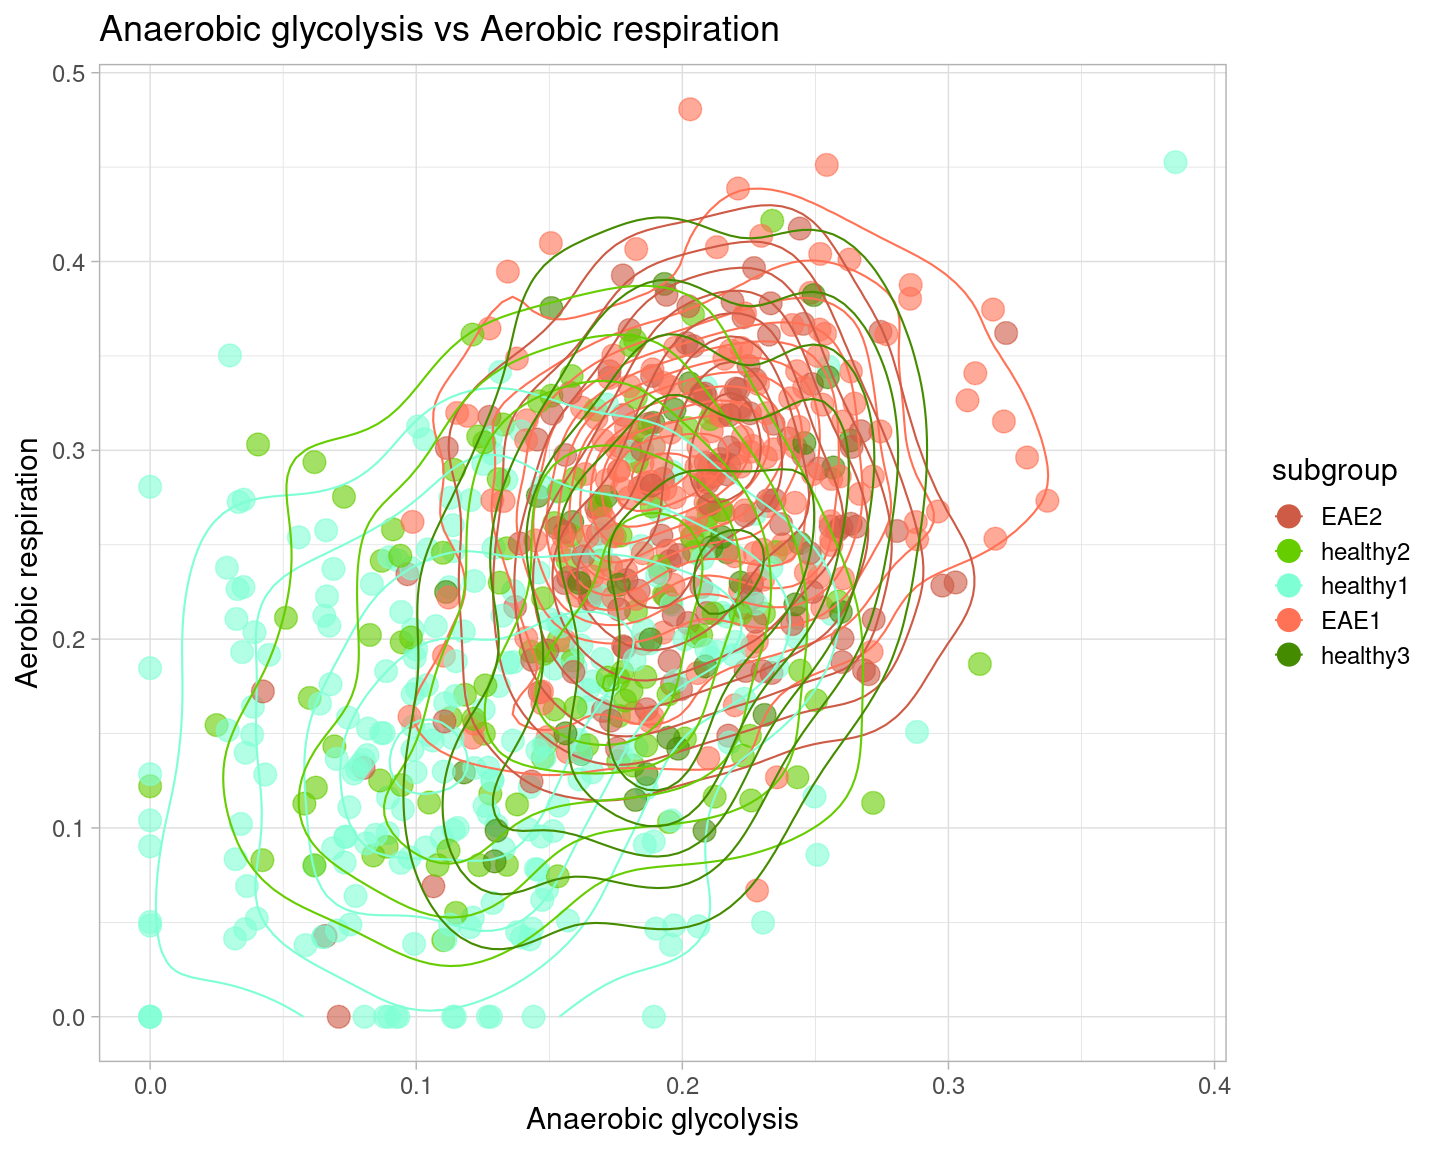 Anaerobic glycolysis vs Aerobic respiration
0.5
0.4
0.3
0.2
0.1
0.0
Aerobic respiration
0.0 0.1 0.2 0.3 0.4
Anaerobic glycolysis
subgroup
EAE2
healthy2
healthy1
EAE1
healthy3